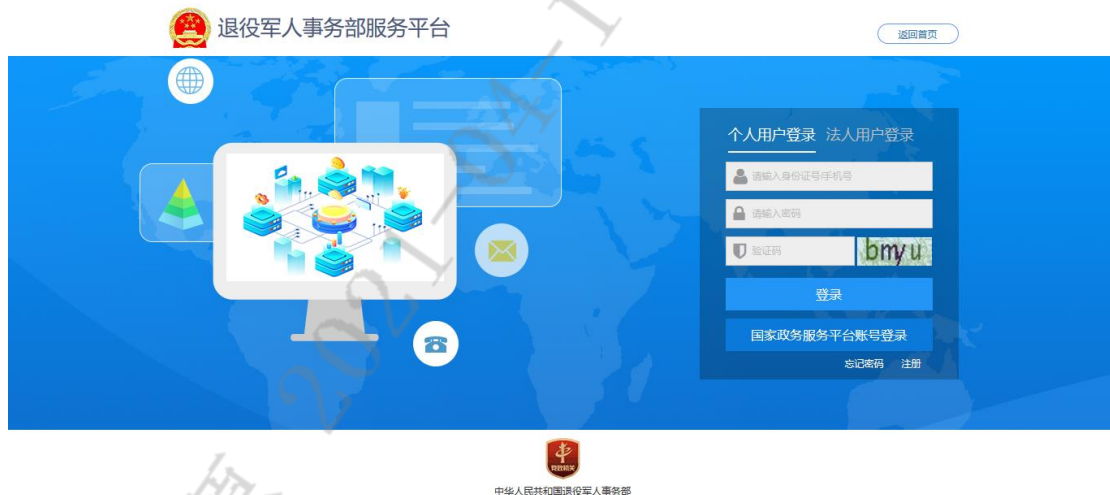 退役军人事务部服务平台
返回首页
个人用户登录 法人用户登录
请输入身份证号/手机号
请输入密码
验证码
bmyu
登录
国家政务服务平台账号登录
忘记密码 注册
党政机关
中华人民共和国退役军人事务部